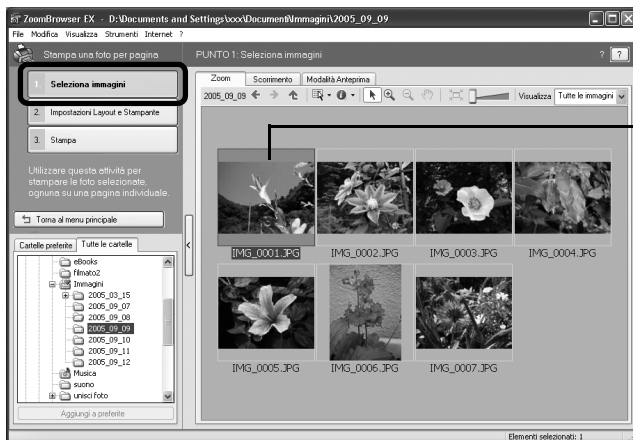 ZoomBrowser EX - D:\Documents and Settings\xxx\Documenti\Immagini\2005_09_09
File Modifica Visualizza Strumenti Internet ?
Stampa una foto per pagina
PUNTO 1: Seleziona immagini
? ?
1. Seleziona immagini
2. Impostazioni Layout e Stampante
3. Stampa
Utilizzare questa attività per
stampare le foto selezionate,
ognuna su una pagina individuale.
Torna al menu principale
Cartelle preferite Tutte le cartelle
eBooks
filmato2
Immagini
2005_03_15
2005_09_07
2005_09_08
2005_09_09
2005_09_10
2005_09_11
2005_09_12
Musica
suono
unisci foto
Aggiungi a preferite
Zoom Scorrimento Modalità Anteprima
2005_09_09
Visualizza Tutte le immagini
IMG_0001.JPG IMG_0002.JPG IMG_0003.JPG IMG_0004.JPG
IMG_0005.JPG IMG_0006.JPG IMG_0007.JPG
Elementi selezionati: 1